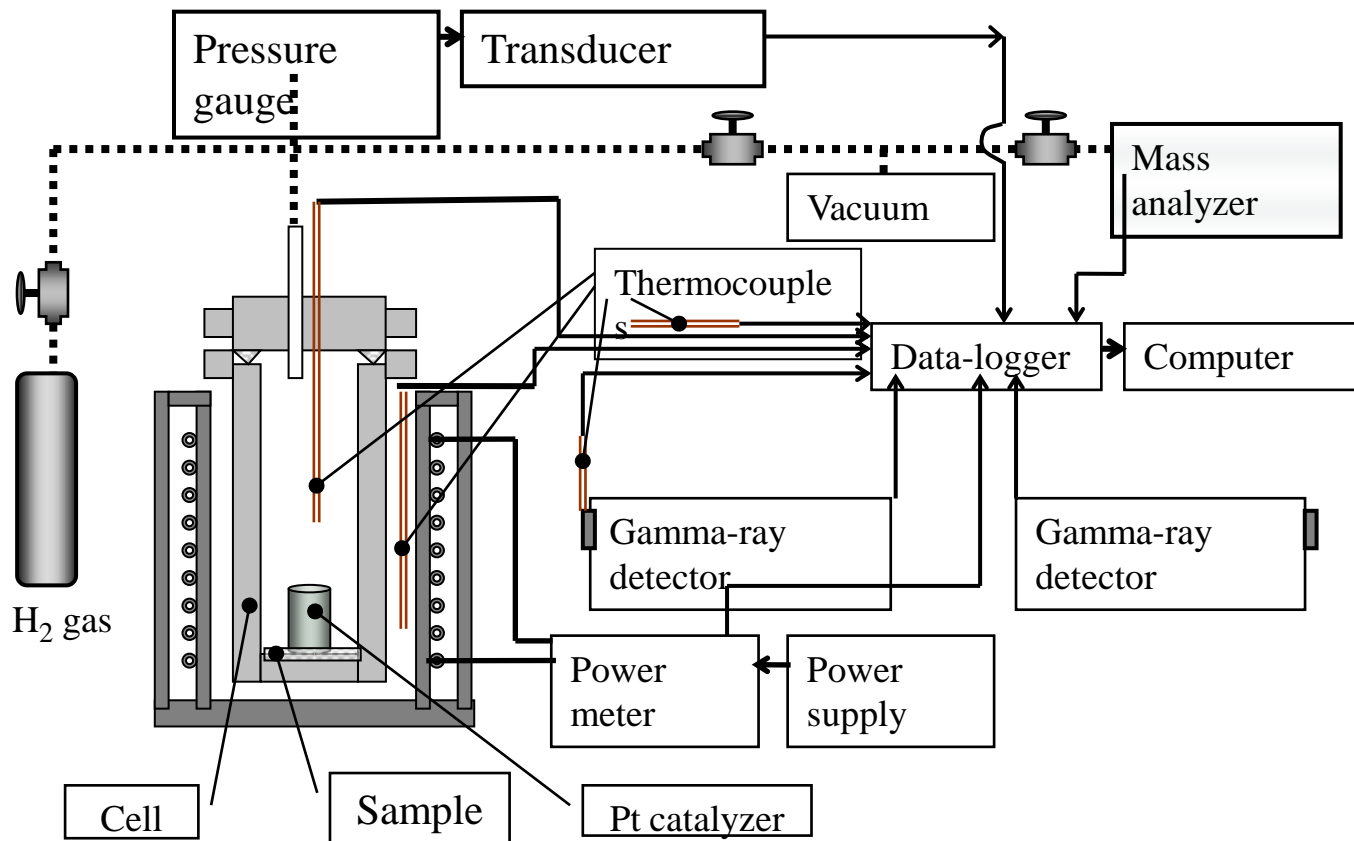 Pressure
gauge
Transducer
Mass
analyzer
Vacuum
Thermocouple
s
Data-logger
Computer
H₂ gas
Gamma-ray
detector
Gamma-ray
detector
Power
meter
Power
supply
Cell
Sample
Pt catalyzer